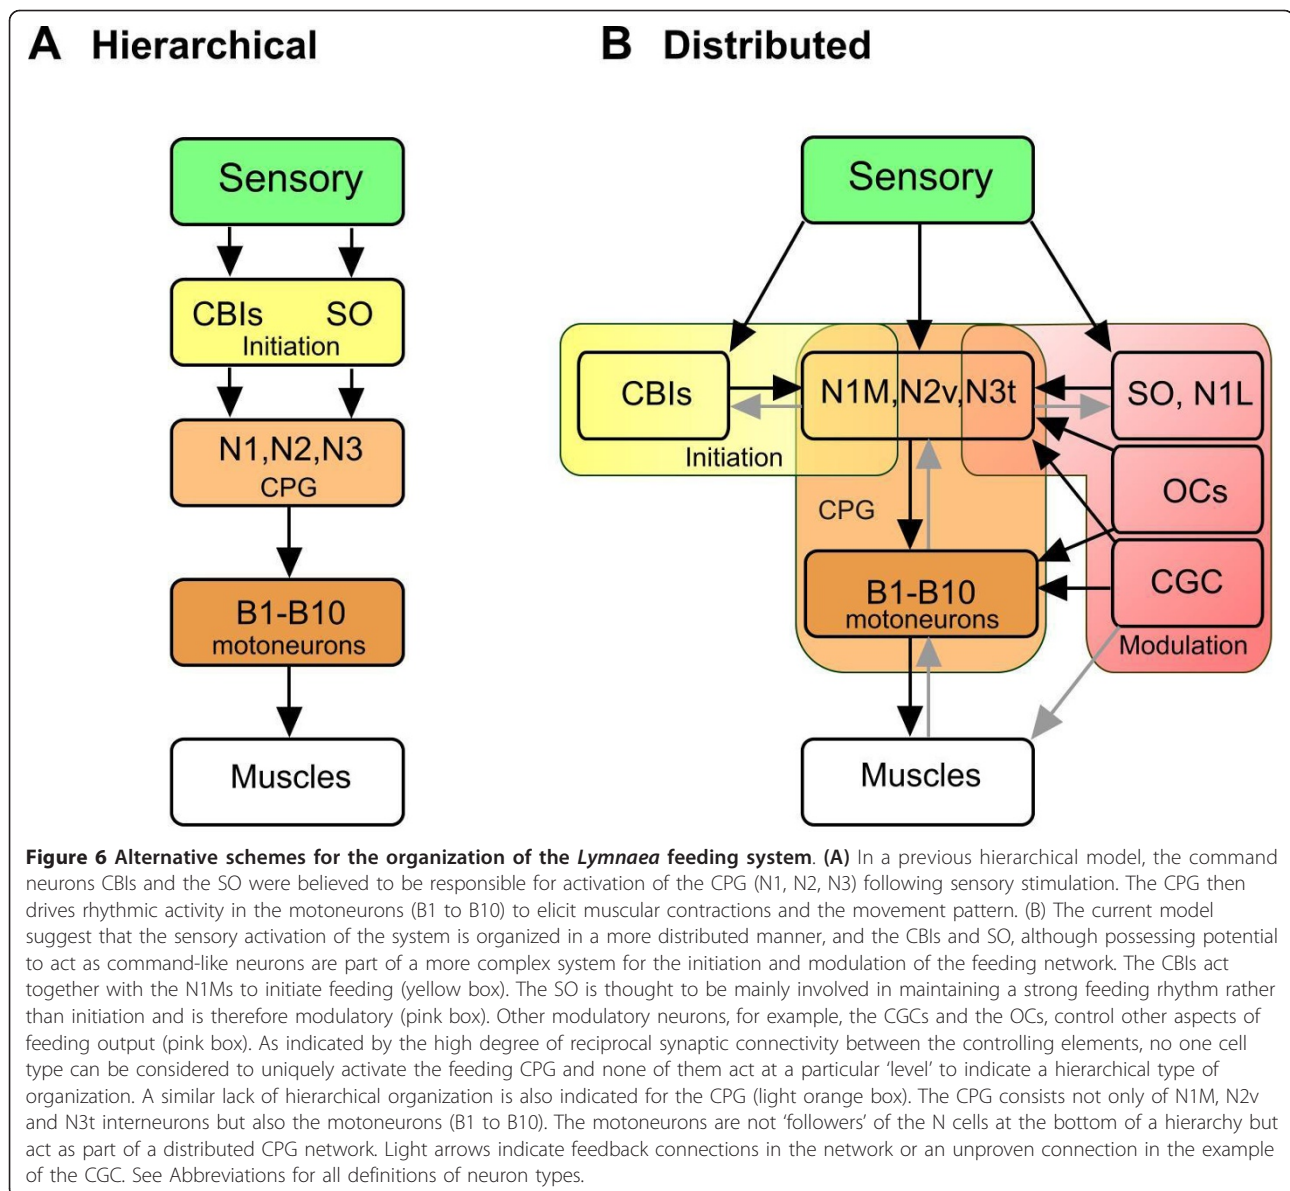 A Hierarchical
Sensory
CBIs SO
Initiation
N1,N2,N3
CPG
B1-B10
motoneurons
Muscles
B Distributed
Sensory
CBIs
N1M,N2v,N3t
SO, N1L
Initiation
OCs
CPG
CGC
B1-B10
motoneurons
Modulation
Muscles
Figure 6 Alternative schemes for the organization of the Lymnaea feeding system. (A) In a previous hierarchical model, the command
neurons CBIs and the SO were believed to be responsible for activation of the CPG (N1, N2, N3) following sensory stimulation. The CPG then
drives rhythmic activity in the motoneurons (B1 to B10) to elicit muscular contractions and the movement pattern. (B) The current model
suggest that the sensory activation of the system is organized in a more distributed manner, and the CBIs and SO, although possessing potential
to act as command-like neurons are part of a more complex system for the initiation and modulation of the feeding network. The CBIs act
together with the N1Ms to initiate feeding (yellow box). The SO is thought to be mainly involved in maintaining a strong feeding rhythm rather
than initiation and is therefore modulatory (pink box). Other modulatory neurons, for example, the CGCs and the OCs, control other aspects of
feeding output (pink box). As indicated by the high degree of reciprocal synaptic connectivity between the controlling elements, no one cell
type can be considered to uniquely activate the feeding CPG and none of them act at a particular ‘level’ to indicate a hierarchical type of
organization. A similar lack of hierarchical organization is also indicated for the CPG (light orange box). The CPG consists not only of N1M, N2v
and N3t interneurons but also the motoneurons (B1 to B10). The motoneurons are not ‘followers’ of the N cells at the bottom of a hierarchy but
act as part of a distributed CPG network. Light arrows indicate feedback connections in the network or an unproven connection in the example
of the CGC. See Abbreviations for all definitions of neuron types.